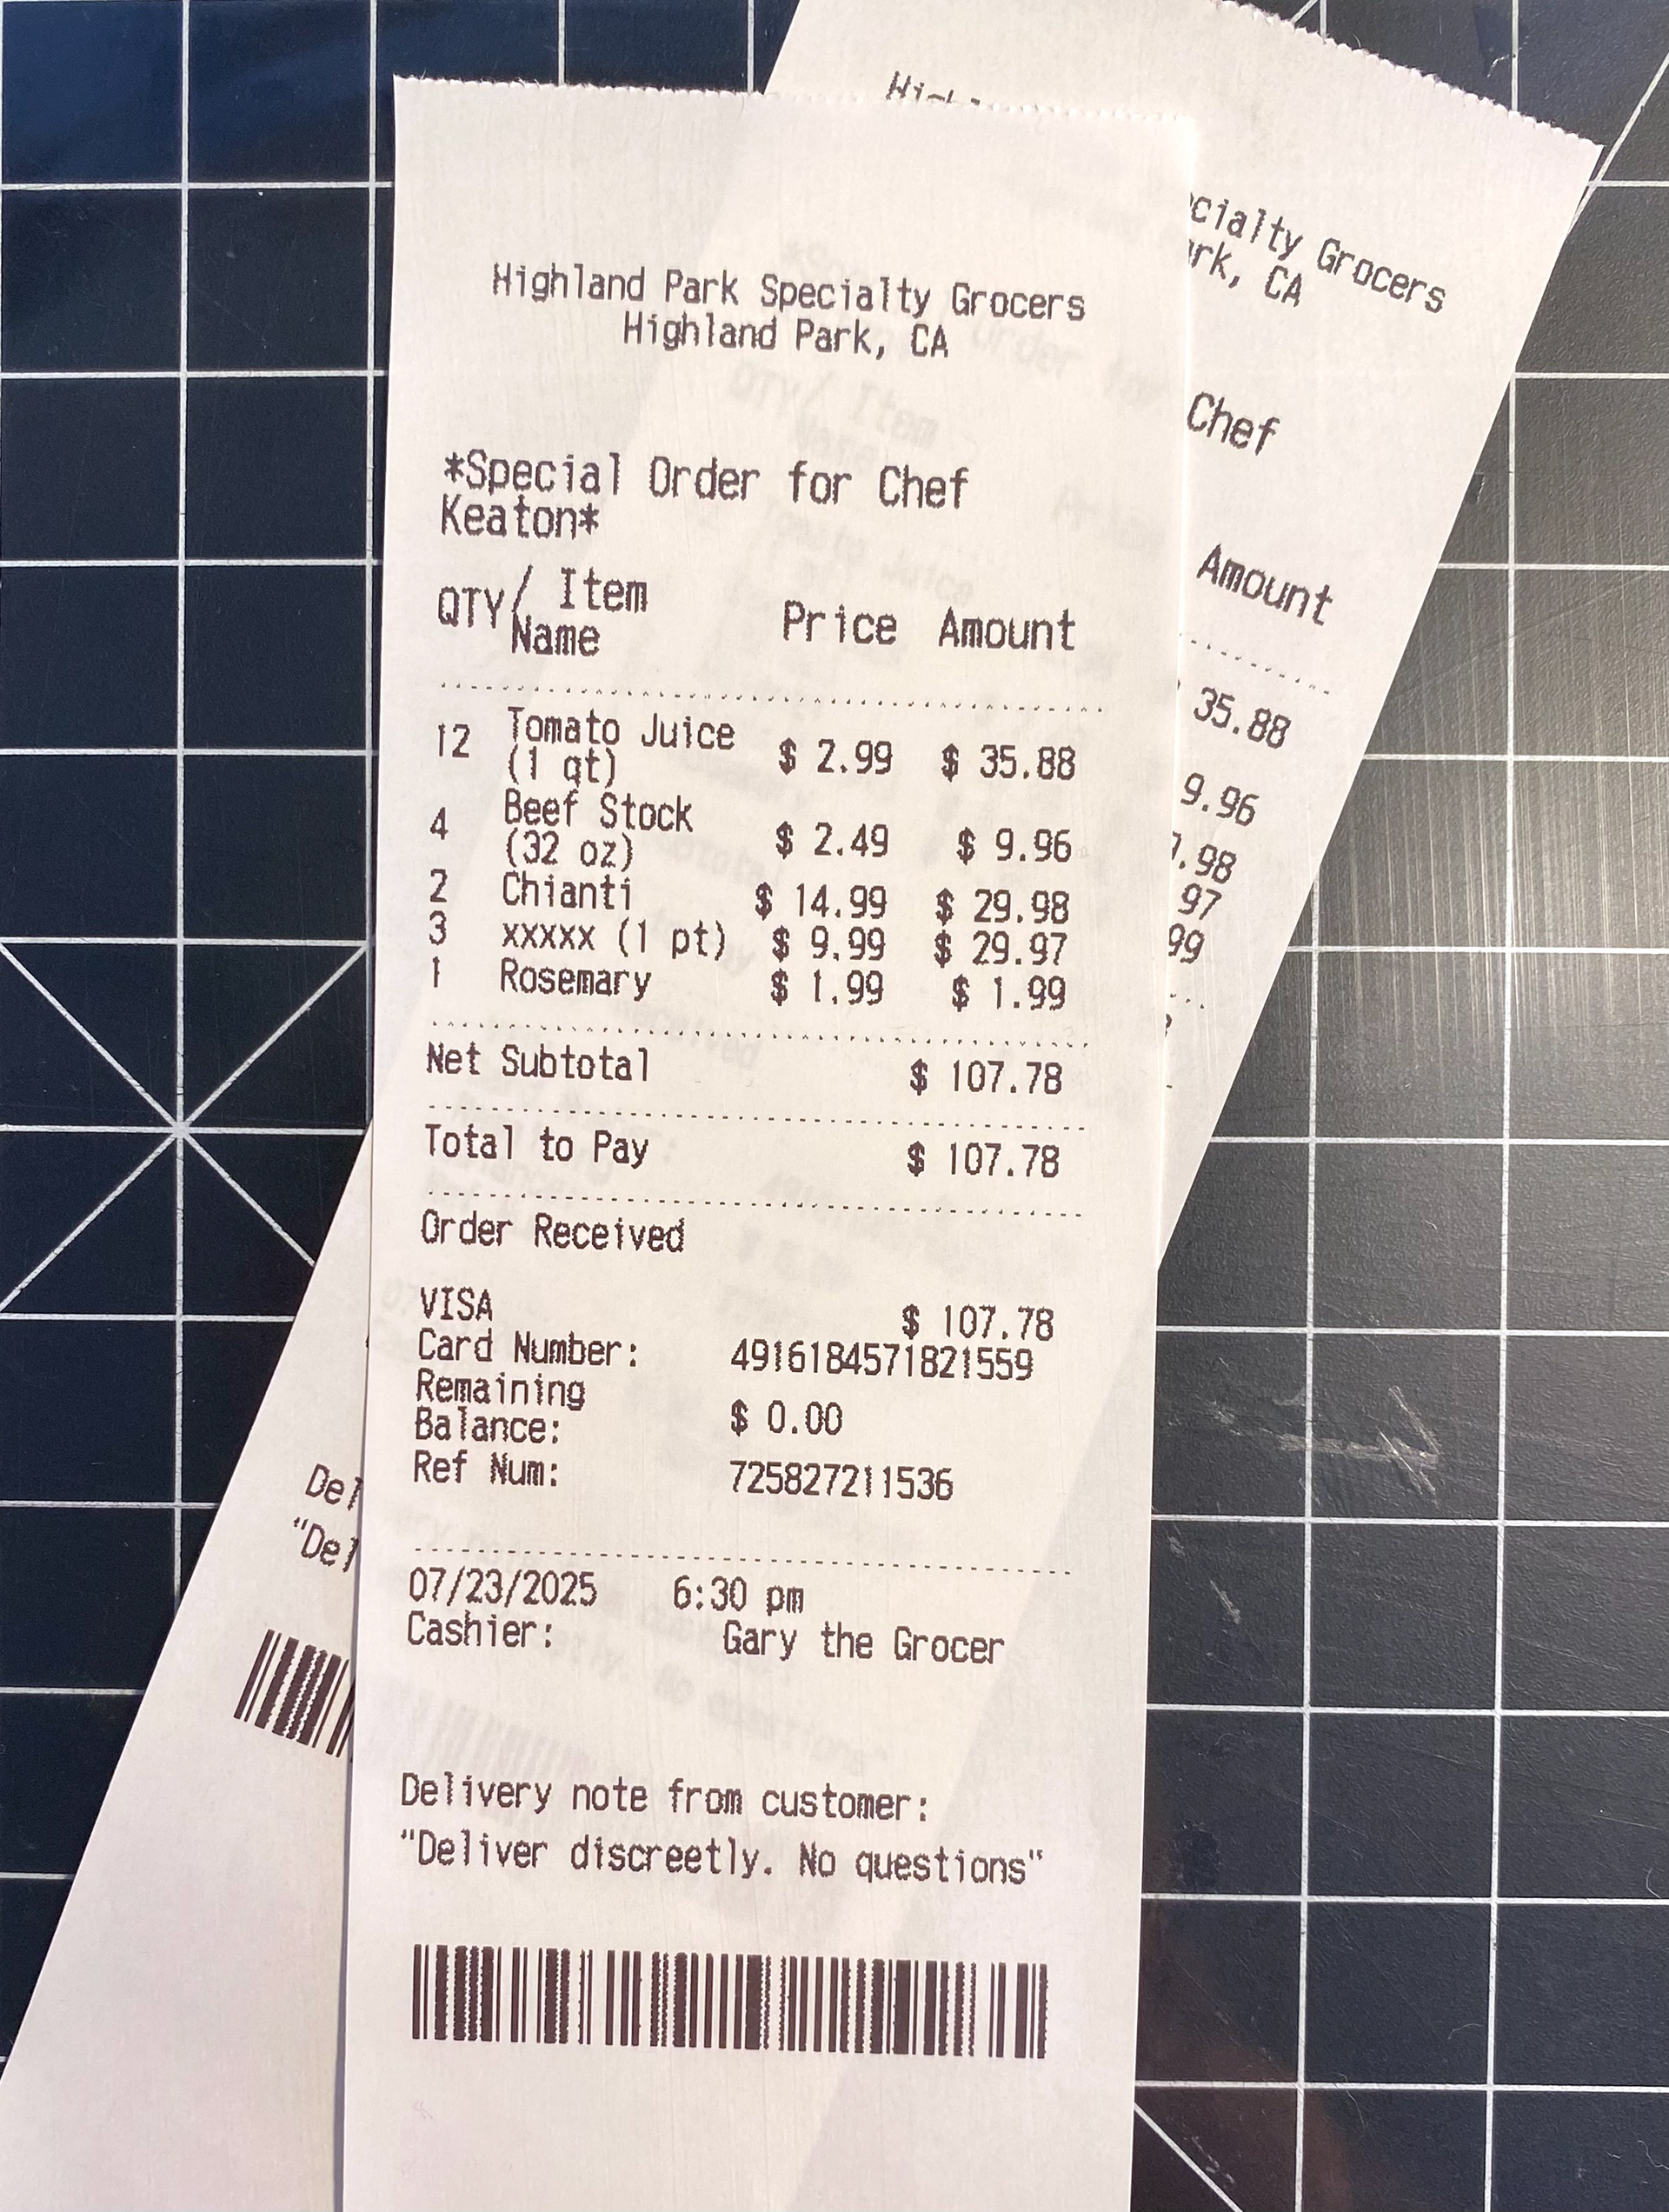 Highland Park Specialty Grocers
Highland Park, CA
*Special Order for Chef
Keaton*
QTY/ Item Name Price Amount
12 Tomato Juice (1 qt) $ 2.99 $ 35.88
4 Beef Stock (32 oz) $ 2.49 $ 9.96
2 Chianti $ 14.99 $ 29.98
3 xxxxx (1 pt) $ 9.99 $ 29.97
1 Rosemary $ 1.99 $ 1.99
Net Subtotal $ 107.78
Total to Pay $ 107.78
Order Received
VISA $ 107.78
Card Number: 4916184571821559
Remaining Balance: $ 0.00
Ref Num: 725827211536
07/23/2025 6:30 pm
Cashier: Gary the Grocer
Delivery note from customer:
"Deliver discreetly. No questions"
Grocers
CA
Chef
Amount
35.88
9.96